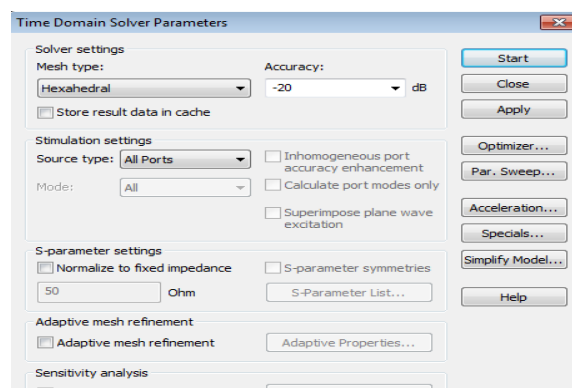 Time Domain Solver Parameters
Solver settings
Mesh type:
Accuracy:
Hexahedral
-20
dB
Store result data in cache
Stimulation settings
Source type:
All Ports
Inhomogeneous port
accuracy enhancement
Mode:
All
Calculate port modes only
Superimpose plane wave
excitation
S-parameter settings
Normalize to fixed impedance
S-parameter symmetries
50
Ohm
S-Parameter List...
Adaptive mesh refinement
Adaptive mesh refinement
Adaptive Properties...
Sensitivity analysis
Start
Close
Apply
Optimizer...
Par. Sweep...
Acceleration...
Specials...
Simplify Model...
Help